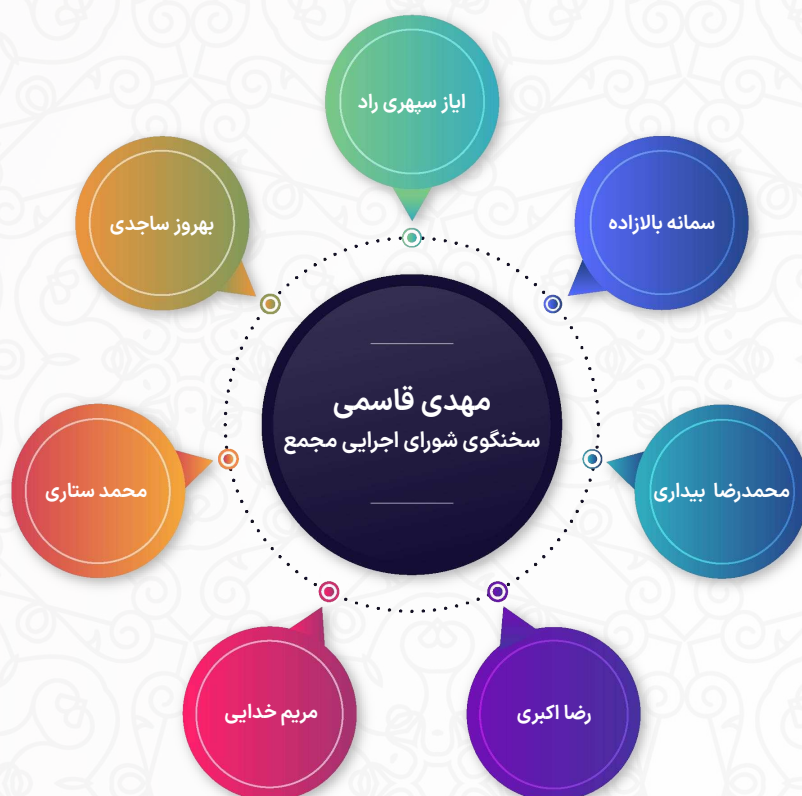 ایاز سپهری راد
سمانه بالازاده
بهروز ساجدی
مهدی قاسمی
سخنگوی شورای اجرایی مجمع
محمدرضا بیداری
محمد ستاری
رضا اکبری
مریم خدایی